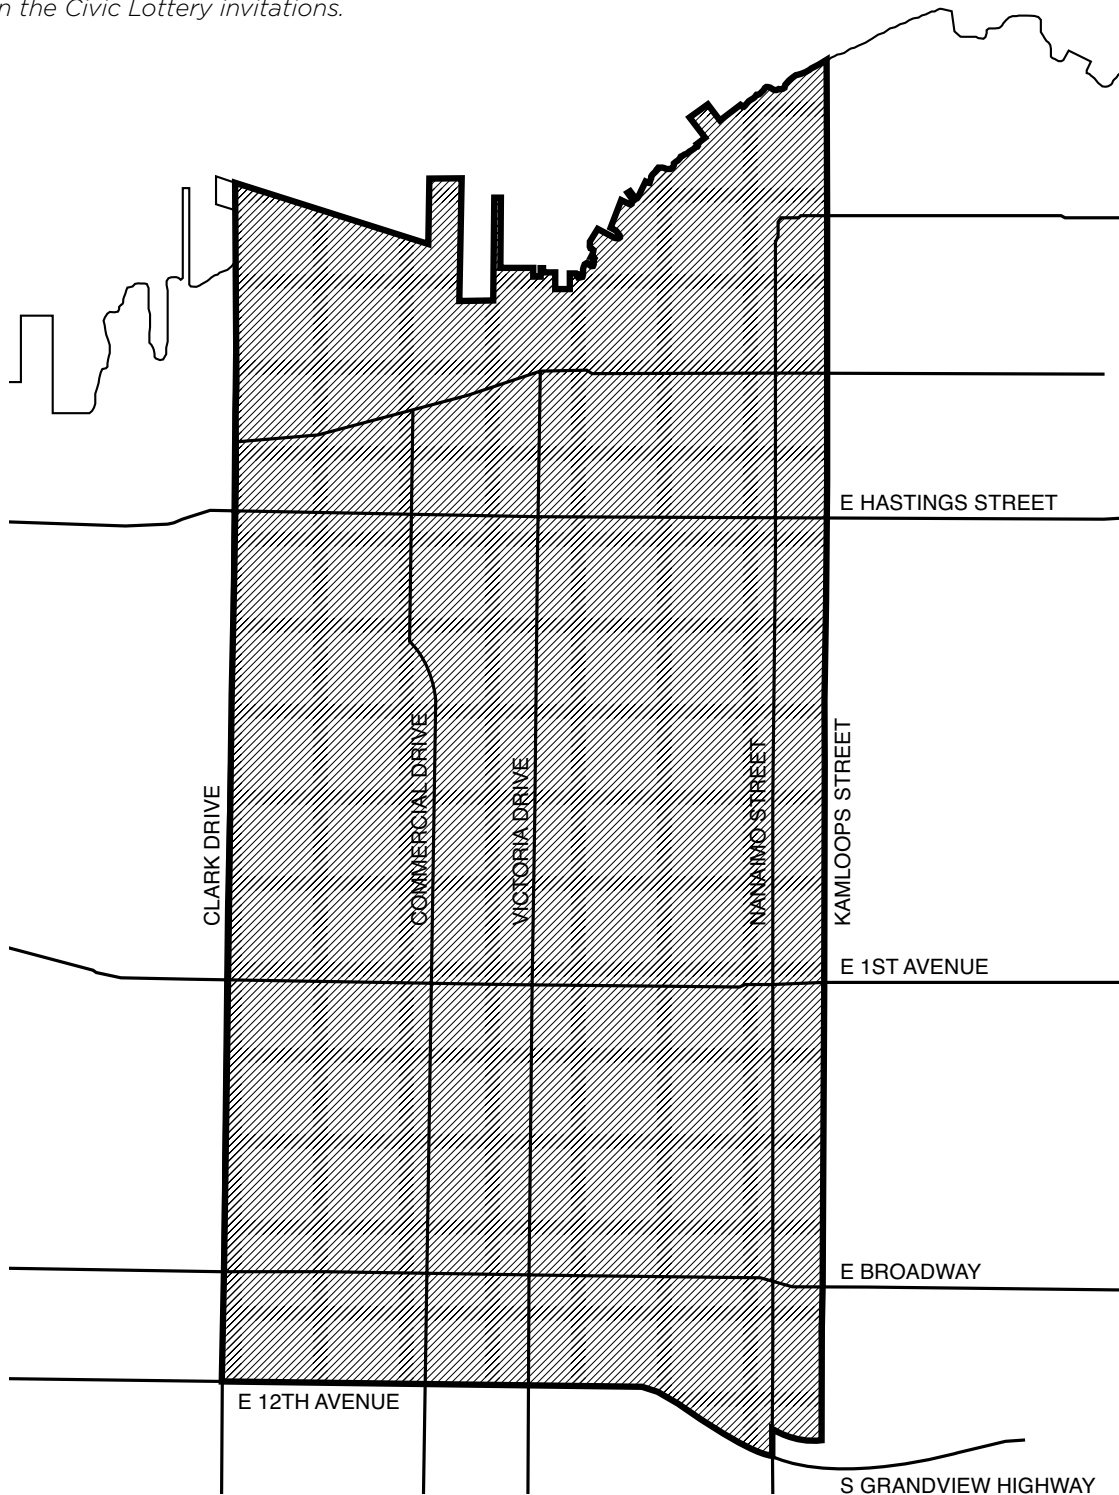 the Civic Lottery invitations.
E HASTINGS STREET
CLARK DRIVE
COMMERCIAL DRIVE
VICTORIA DRIVE
NANAIMO STREET
KAMLOOPS STREET
E 1ST AVENUE
E BROADWAY
E 12TH AVENUE
S GRANDVIEW HIGHWAY